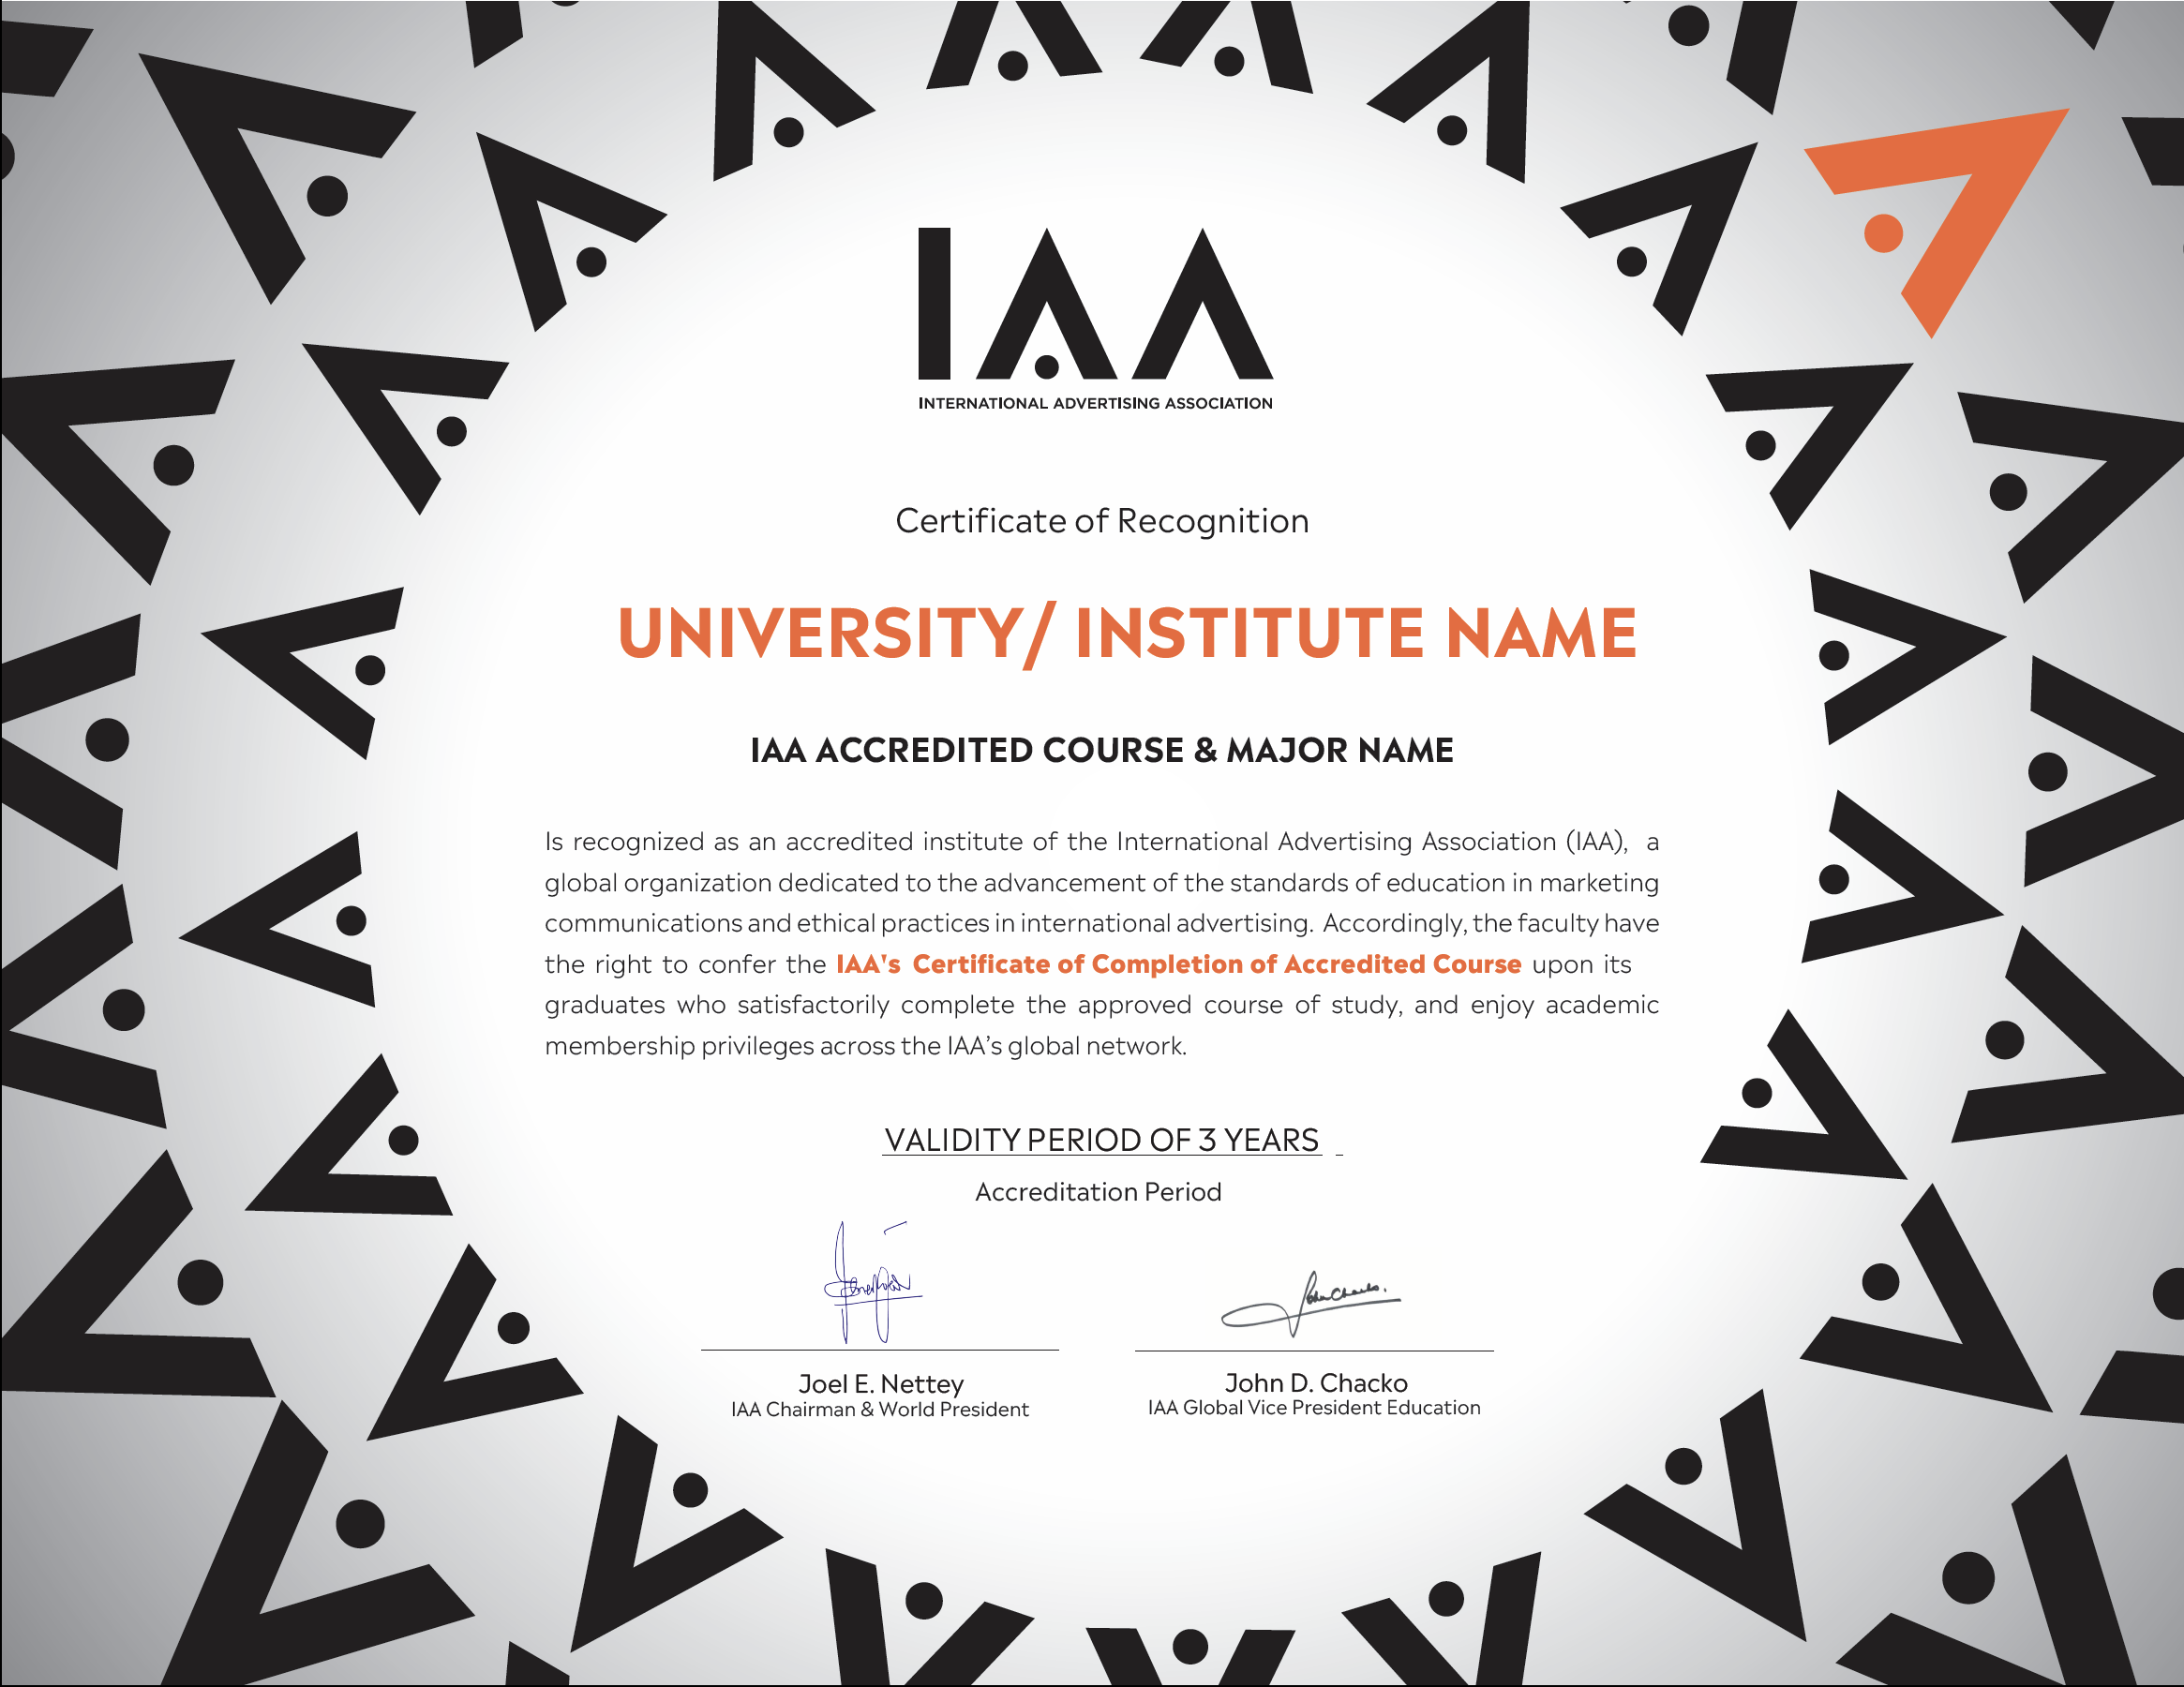 IAA
INTERNATIONAL ADVERTISING ASSOCIATION
Certificate of Recognition
UNIVERSITY/ INSTITUTE NAME
IAA ACCREDITED COURSE & MAJOR NAME
Is recognized as an accredited institute of the International Advertising Association (IAA), a
global organization dedicated to the advancement of the standards of education in marketing
communications and ethical practices in international advertising. Accordingly, the faculty have
the right to confer the IAA's Certificate of Completion of Accredited Course upon its
graduates who satisfactorily complete the approved course of study, and enjoy academic
membership privileges across the IAA’s global network.
VALIDITY PERIOD OF 3 YEARS _
Accreditation Period
John Chacko.
Joel E. Nettey
IAA Chairman & World President
John D. Chacko
IAA Global Vice President Education